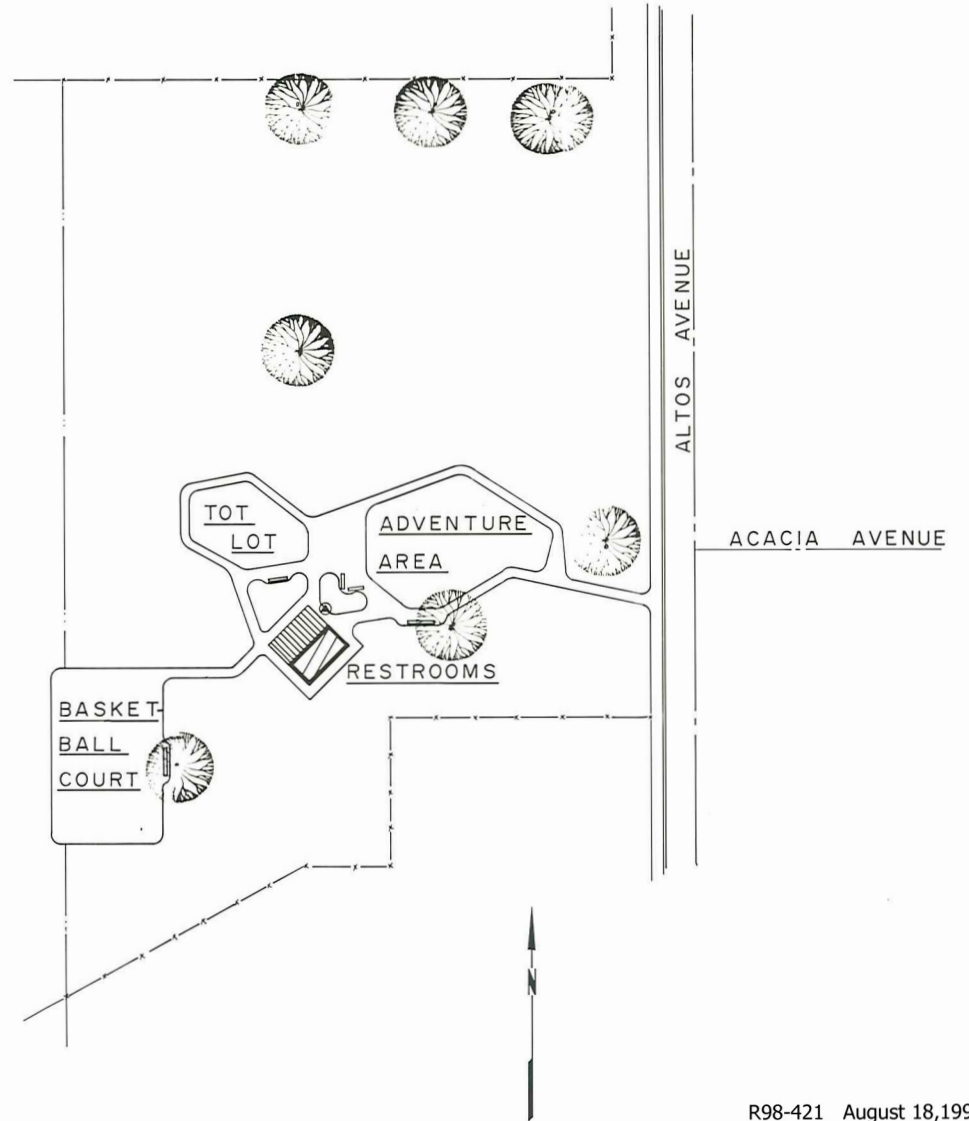 ALTOS AVENUE
ACACIA AVENUE
TOT
LOT
ADVENTURE
AREA
RESTROOMS
BASKET-
BALL
COURT
N
R98-421 August 18,199